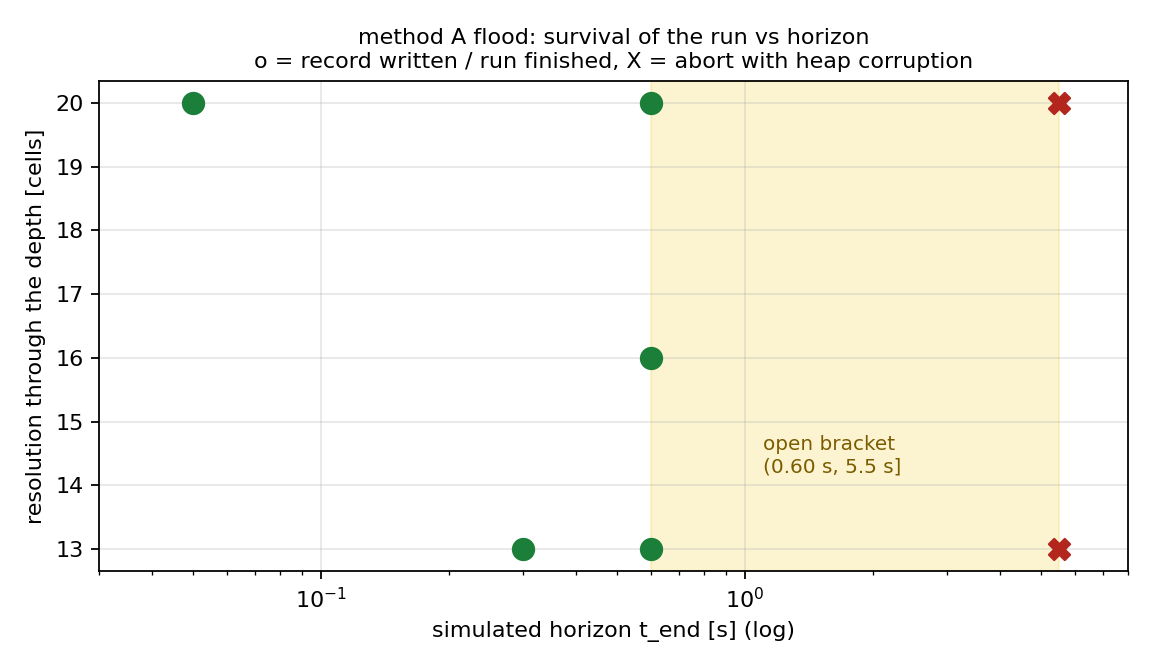 method A flood: survival of the run vs horizon
o = record written / run finished, X = abort with heap corruption
resolution through the depth [cells]
20
19
18
17
16
15
14
13
open bracket
(0.60 s, 5.5 s]
10⁻¹
10⁰
simulated horizon t_end [s] (log)